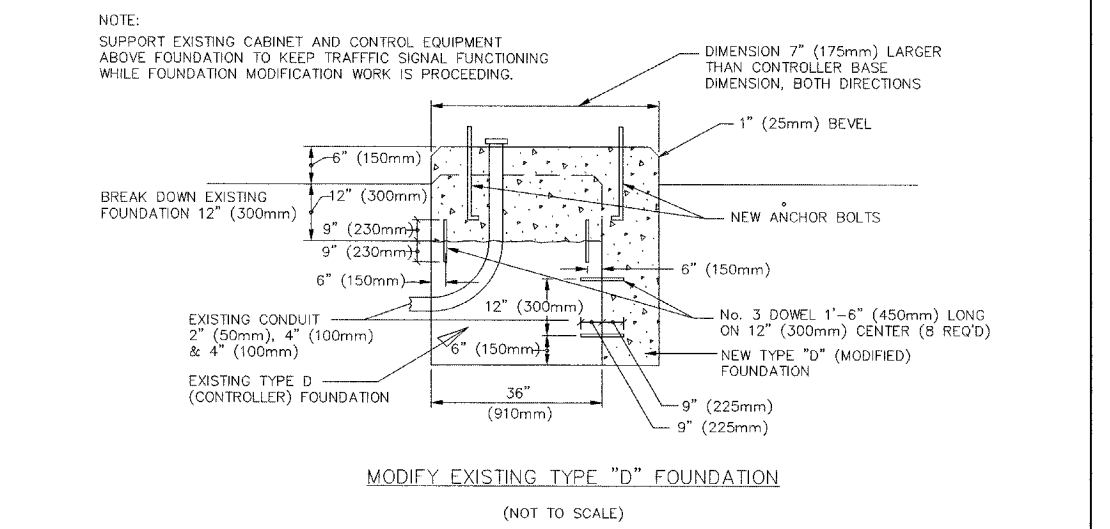 NOTE:
SUPPORT EXISTING CABINET AND CONTROL EQUIPMENT
ABOVE FOUNDATION TO KEEP TRAFFFIC SIGNAL FUNCTIONING
WHILE FOUNDATION MODIFICATION WORK IS PROCEEDING.
DIMENSION 7" (175mm) LARGER
THAN CONTROLLER BASE
DIMENSION, BOTH DIRECTIONS
1" (25mm) BEVEL
6" (150mm)
BREAK DOWN EXISTING
FOUNDATION 12" (300mm)
12" (300mm)
NEW ANCHOR BOLTS
9" (230mm)
9" (230mm)
6" (150mm)
6" (150mm)
12" (300mm)
EXISTING CONDUIT
2" (50mm), 4" (100mm)
& 4" (100mm)
No. 3 DOWEL 1'-6" (450mm) LONG
ON 12" (300mm) CENTER (8 REQ'D)
6" (150mm)
NEW TYPE "D" (MODIFIED)
FOUNDATION
EXISTING TYPE D
(CONTROLLER) FOUNDATION
36"
(910mm)
9" (225mm)
9" (225mm)
MODIFY EXISTING TYPE "D" FOUNDATION
(NOT TO SCALE)